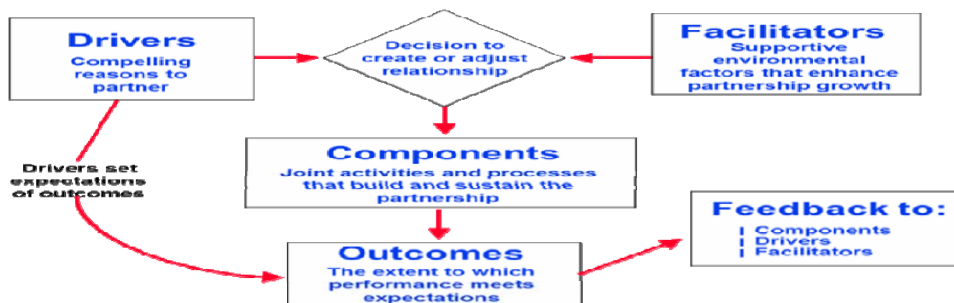 Drivers
Compelling
reasons to
partner
Decision to
create or adjust
relationship
Facilitators
Supportive
environmental
factors that enhance
partnership growth
Drivers set
expectations
of outcomes
Components
Joint activities and processes
that build and sustain the
partnership
Outcomes
The extent to which
performance meets
expectations
Feedback to:
| Components
| Drivers
| Facilitators